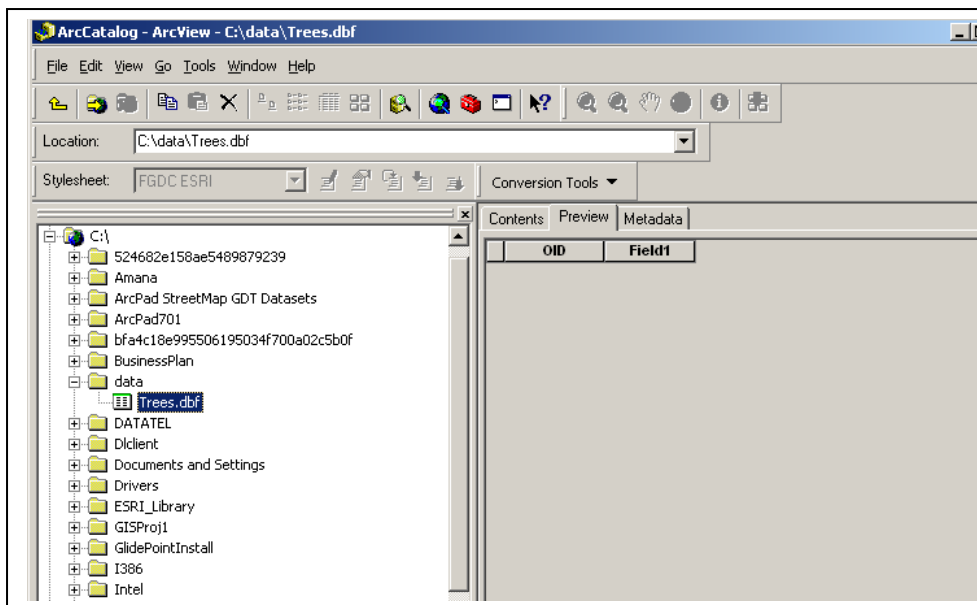 ArcCatalog - ArcView - C:\data\Trees.dbf
File Edit View Go Tools Window Help
Location: C:\data\Trees.dbf
Stylesheet: FGDC ESRI Conversion Tools
Contents Preview Metadata
OID Field1
C:\
524682e158ae5489879239
Amana
ArcPad StreetMap GDT Datasets
ArcPad701
bfa4c18e995506195034f700a02c5b0f
BusinessPlan
data
Trees.dbf
DATATEL
Dlclient
Documents and Settings
Drivers
ESRI_Library
GISProj1
GlidePointInstall
I386
Intel